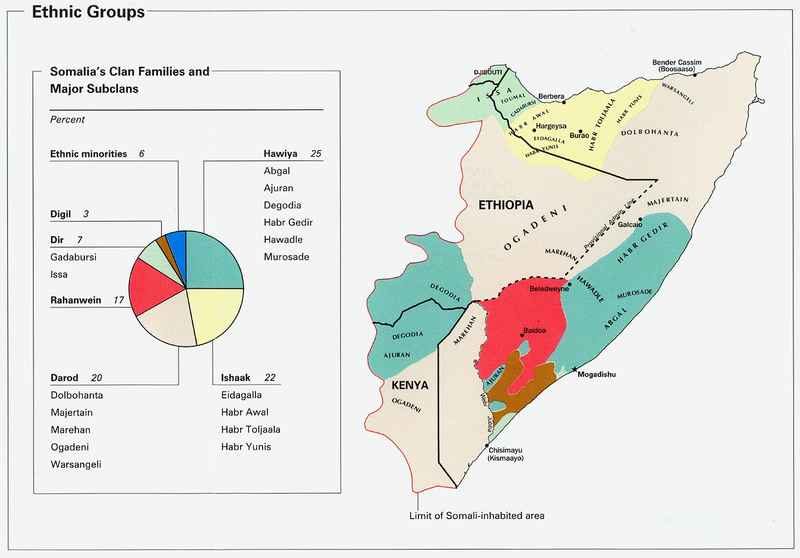 Ethnic Groups
Somalia's Clan Families and
Major Subclans
Percent
Ethnic minorities 6
Hawiya 25
Abgal
Ajuran
Degodia
Habr Gedir
Hawadle
Murosade
Digil 3
Dir 7
Gadabursi
Issa
Rahanwein 17
Darod 20
Dolbohanta
Majertain
Marehan
Ogadeni
Warsangeli
Ishaak 22
Eidagalla
Habr Awal
Habr Toljaala
Habr Yunis
DJIBOUTI
ISSA
TOUMAL
GADABURSI
HABR AWAL
Berbera
Hargeysa
Burao
EIDAGALLA
HABR YUNIS
HABR TOLJAALA
HABR YUNIS
WARSANGELI
Bender Cassim
(Boosaaso)
DOLBOHANTA
ETHIOPIA
OGADENI
Provisional Admin. Line
MAJERTAIN
Galcaio
HABR GEDIR
MAREHAN
Beledweyne
HAWADLE
MUROSADE
ABGAL
DEGODIA
DEGODIA
AJURAN
MAREHAN
Baidoa
AJURAN
Mogadishu
KENYA
OGADENI
Chisimayu
(Kismaayo)
Limit of Somali-inhabited area